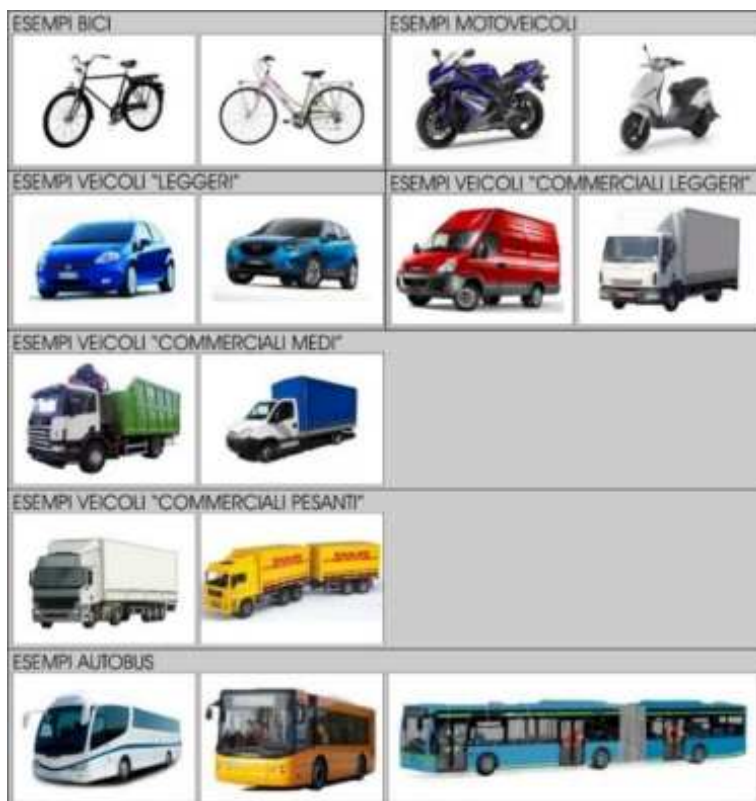 ESEMPI BICI
ESEMPI MOTOVEICOLI
ESEMPI VEICOLI "LEGGERI"
ESEMPI VEICOLI "COMMERCIALI LEGGERI"
ESEMPI VEICOLI "COMMERCIALI MEDI"
ESEMPI VEICOLI "COMMERCIALI PESANTI"
ESEMPI AUTOBUS